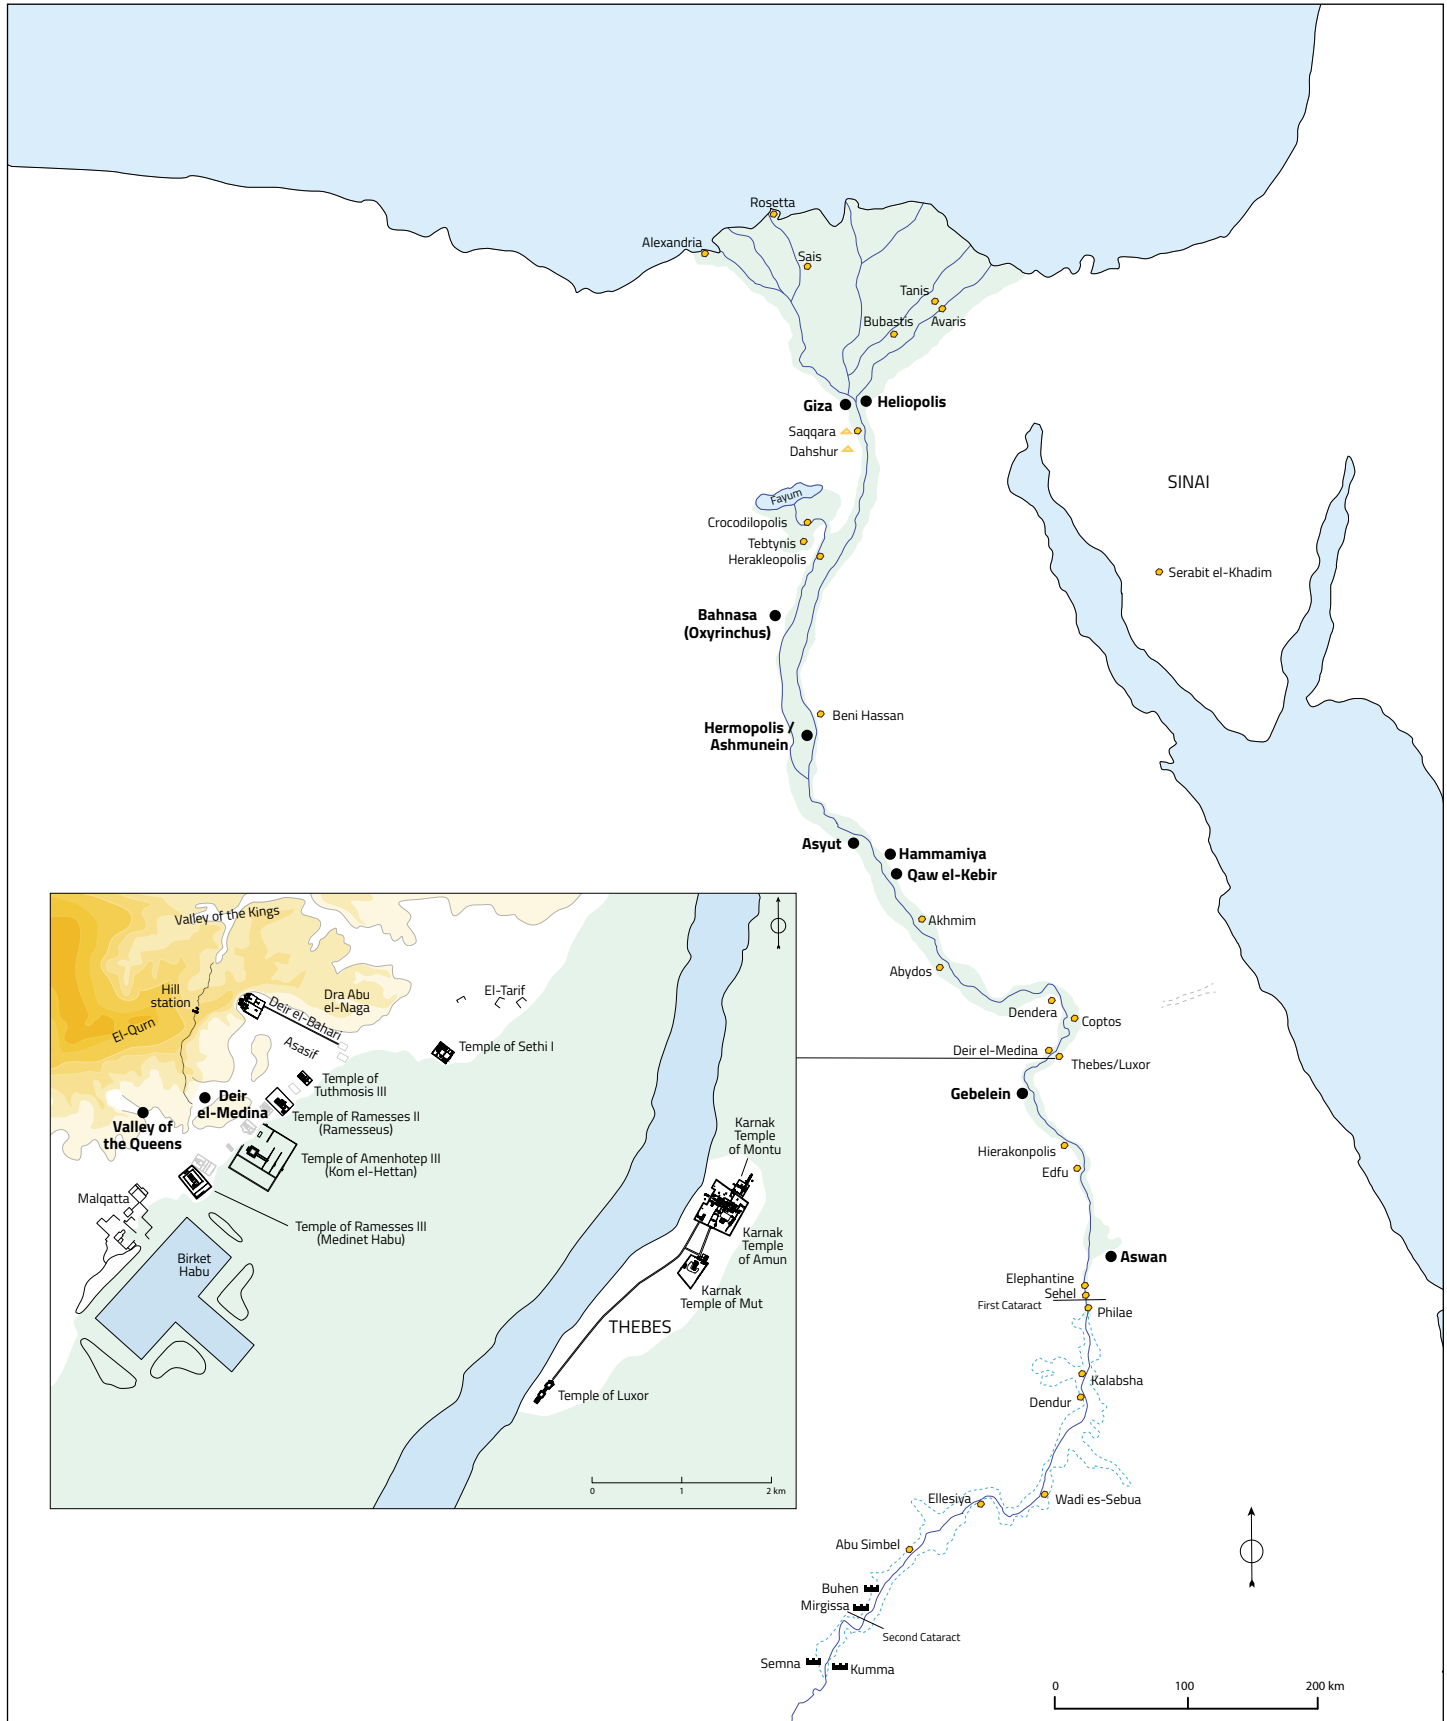 Rosetta
Alexandria
Sais
Tanis
Bubastis
Avaris
Giza
Heliopolis
Saqqara
Dahshur
Fayum
SINAI
Crocodilopolis
Tebtynis
Herakleopolis
Serabit el-Khadim
Bahnasa
(Oxyrinchus)
Beni Hassan
Hermopolis /
Ashmunein
Asyut
Hammamiya
Qaw el-Kebir
Akhmim
Abydos
Dendera
Coptos
Deir el-Medina
Thebes/Luxor
Gebelein
Hierakonpolis
Edfu
Aswan
Elephantine
Sehel
First Cataract
Philae
Kalabsha
Dendur
Ellesiya
Wadi es-Sebua
Abu Simbel
Buhen
Mirgissa
Second Cataract
Semna
Kumma
0
100
200 km
Valley of the Kings
Hill
station
El-Qurn
Deir el-Bahari
Dra Abu
el-Naga
El-Tarif
Asasif
Temple of Sethi I
Temple of
Tuthmosis III
Deir
el-Medina
Valley of
the Queens
Temple of Ramesses II
(Ramesseus)
Temple of Amenhotep III
(Kom el-Hettan)
Malqatta
Temple of Ramesses III
(Medinet Habu)
Birket
Habu
Karnak
Temple
of Montu
Karnak
Temple
of Amun
Karnak
Temple of Mut
THEBES
Temple of Luxor
0
1
2 km